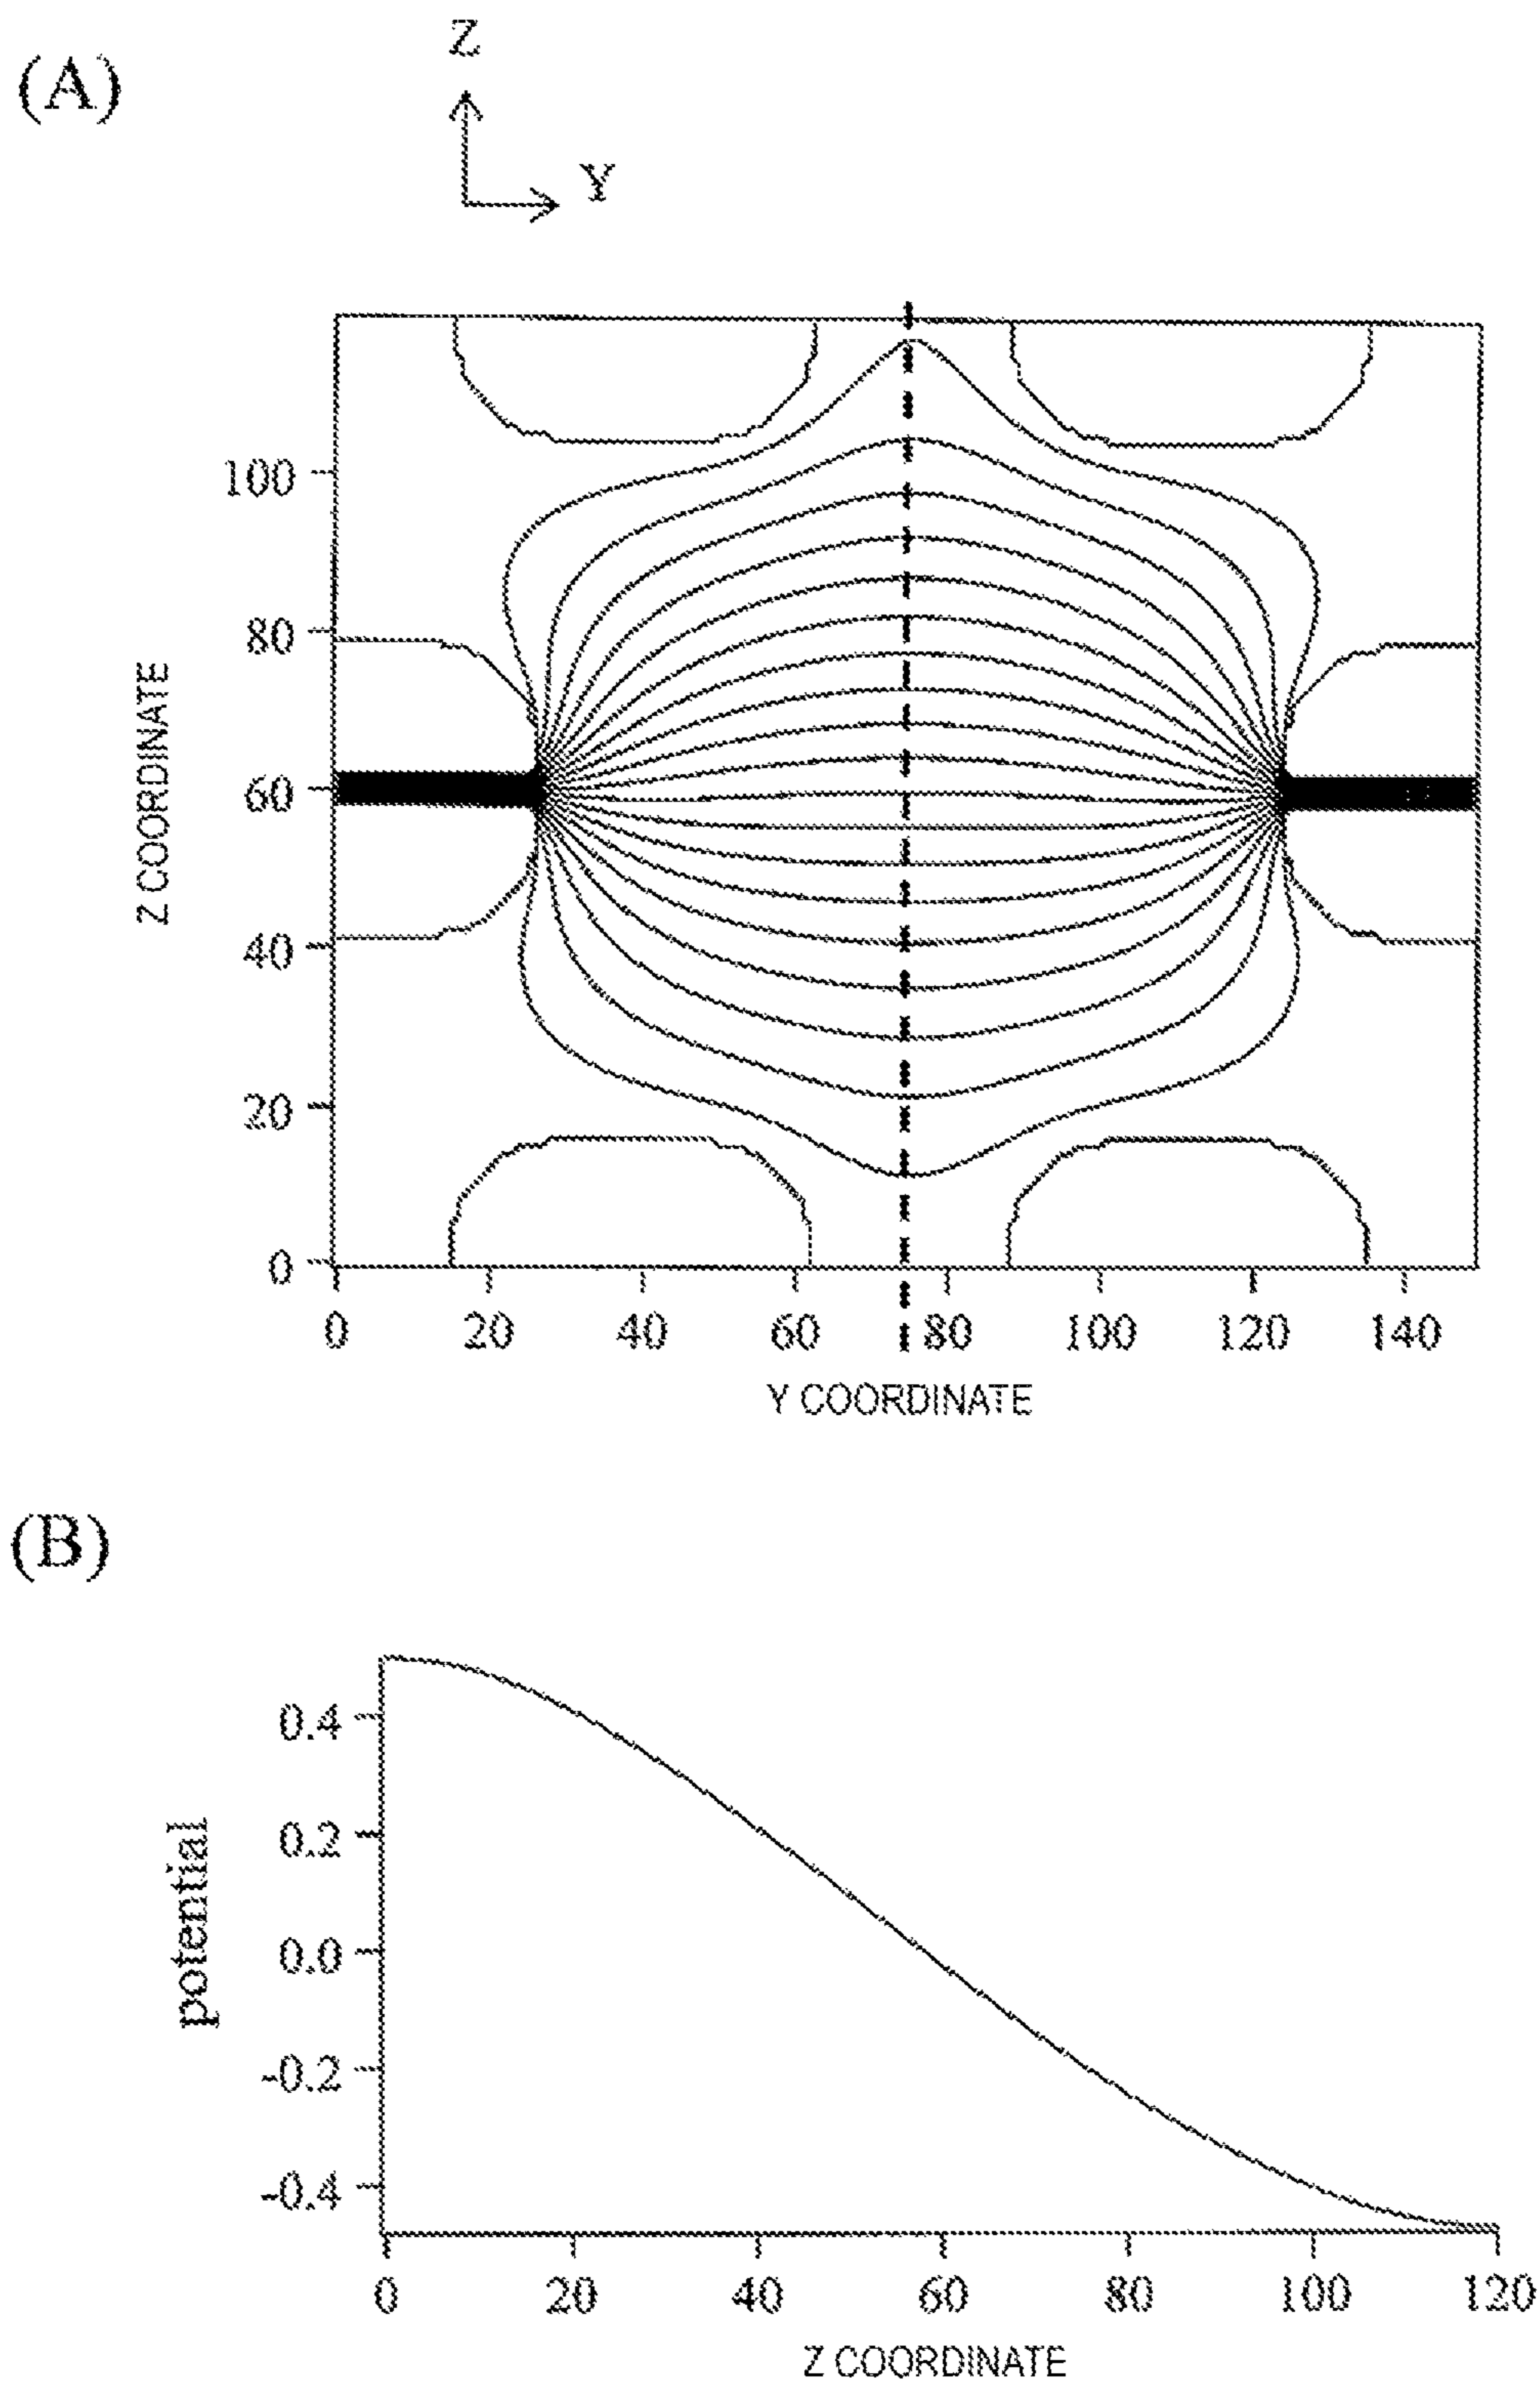 (A)
Z
Y
Z COORDINATE
100
80
60
40
20
0
0 20 40 60 80 100 120 140
Y COORDINATE
(B)
potential
0.4
0.2
0.0
-0.2
-0.4
0 20 40 60 80 100 120
Z COORDINATE